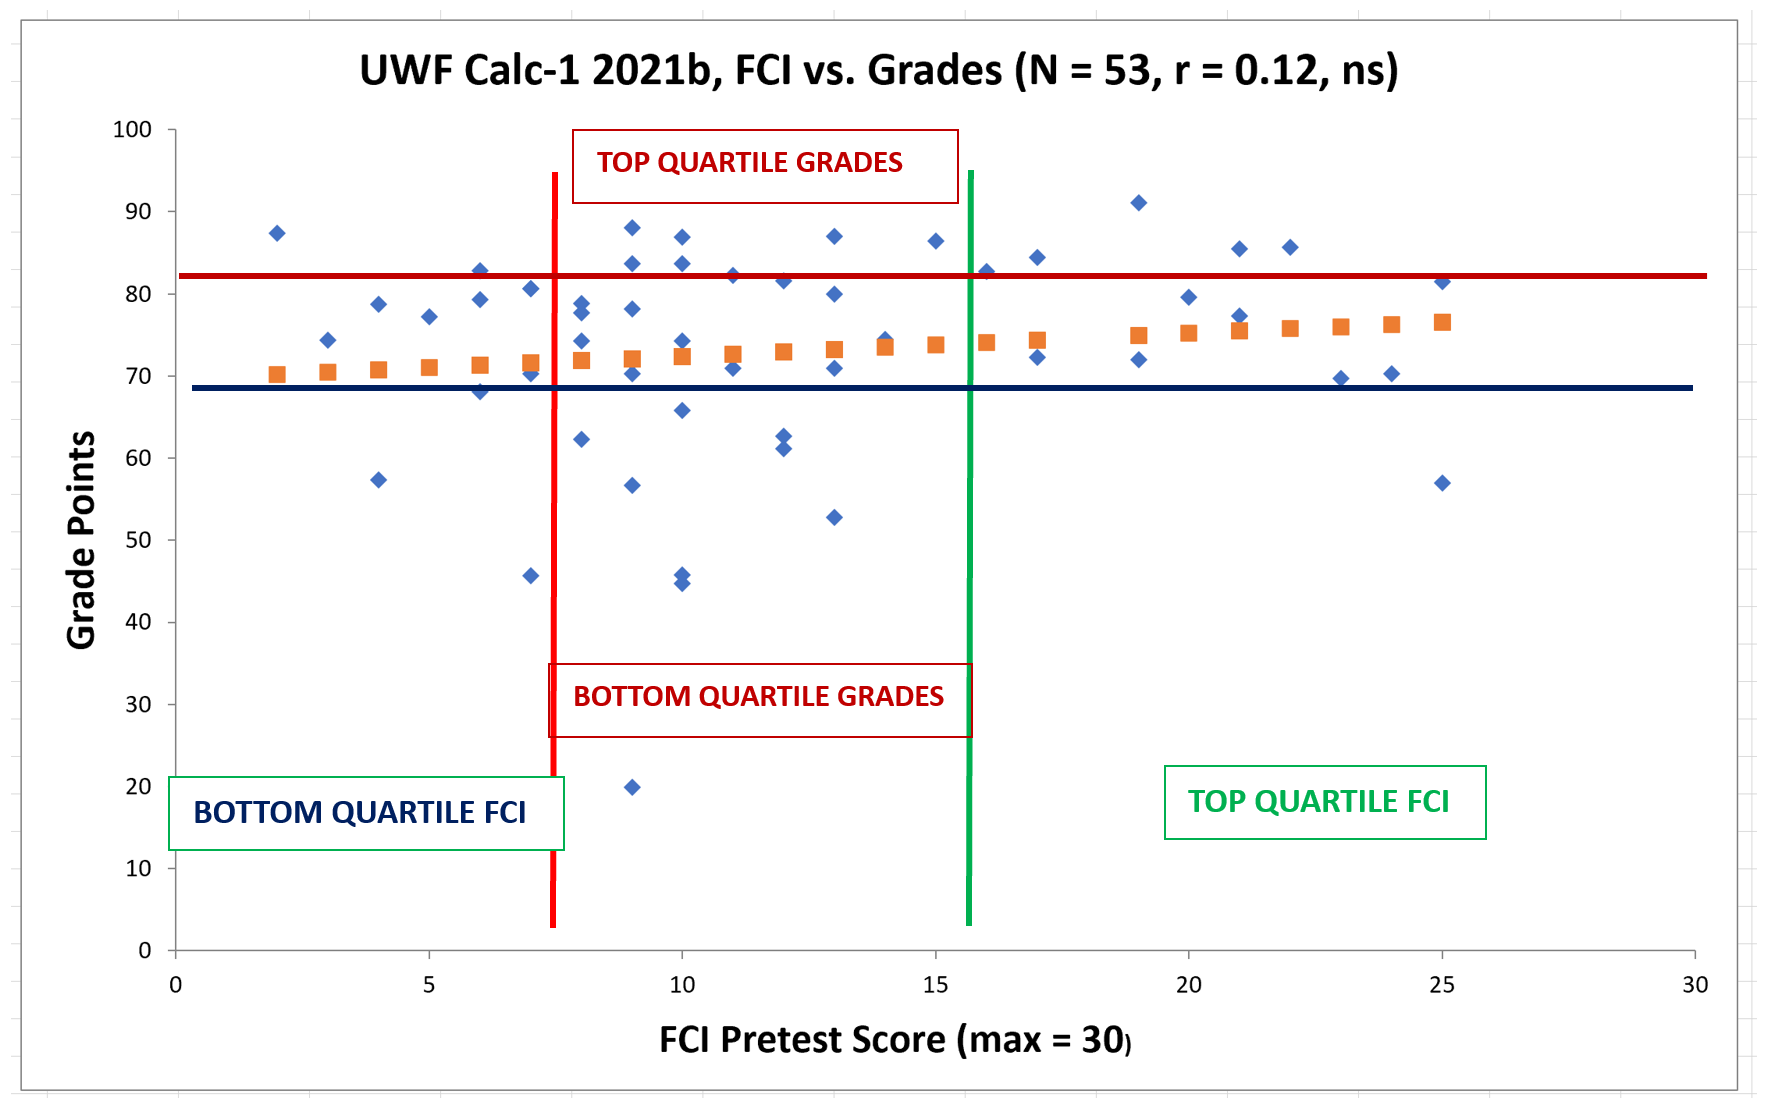 UWF Calc-1 2021b, FCI vs. Grades (N = 53, r = 0.12, ns)
100
TOP QUARTILE GRADES
90
80
70
60
Grade Points
50
40
30
BOTTOM QUARTILE GRADES
20
BOTTOM QUARTILE FCI
TOP QUARTILE FCI
10
0
0 5 10 15 20 25 30
FCI Pretest Score (max = 30)